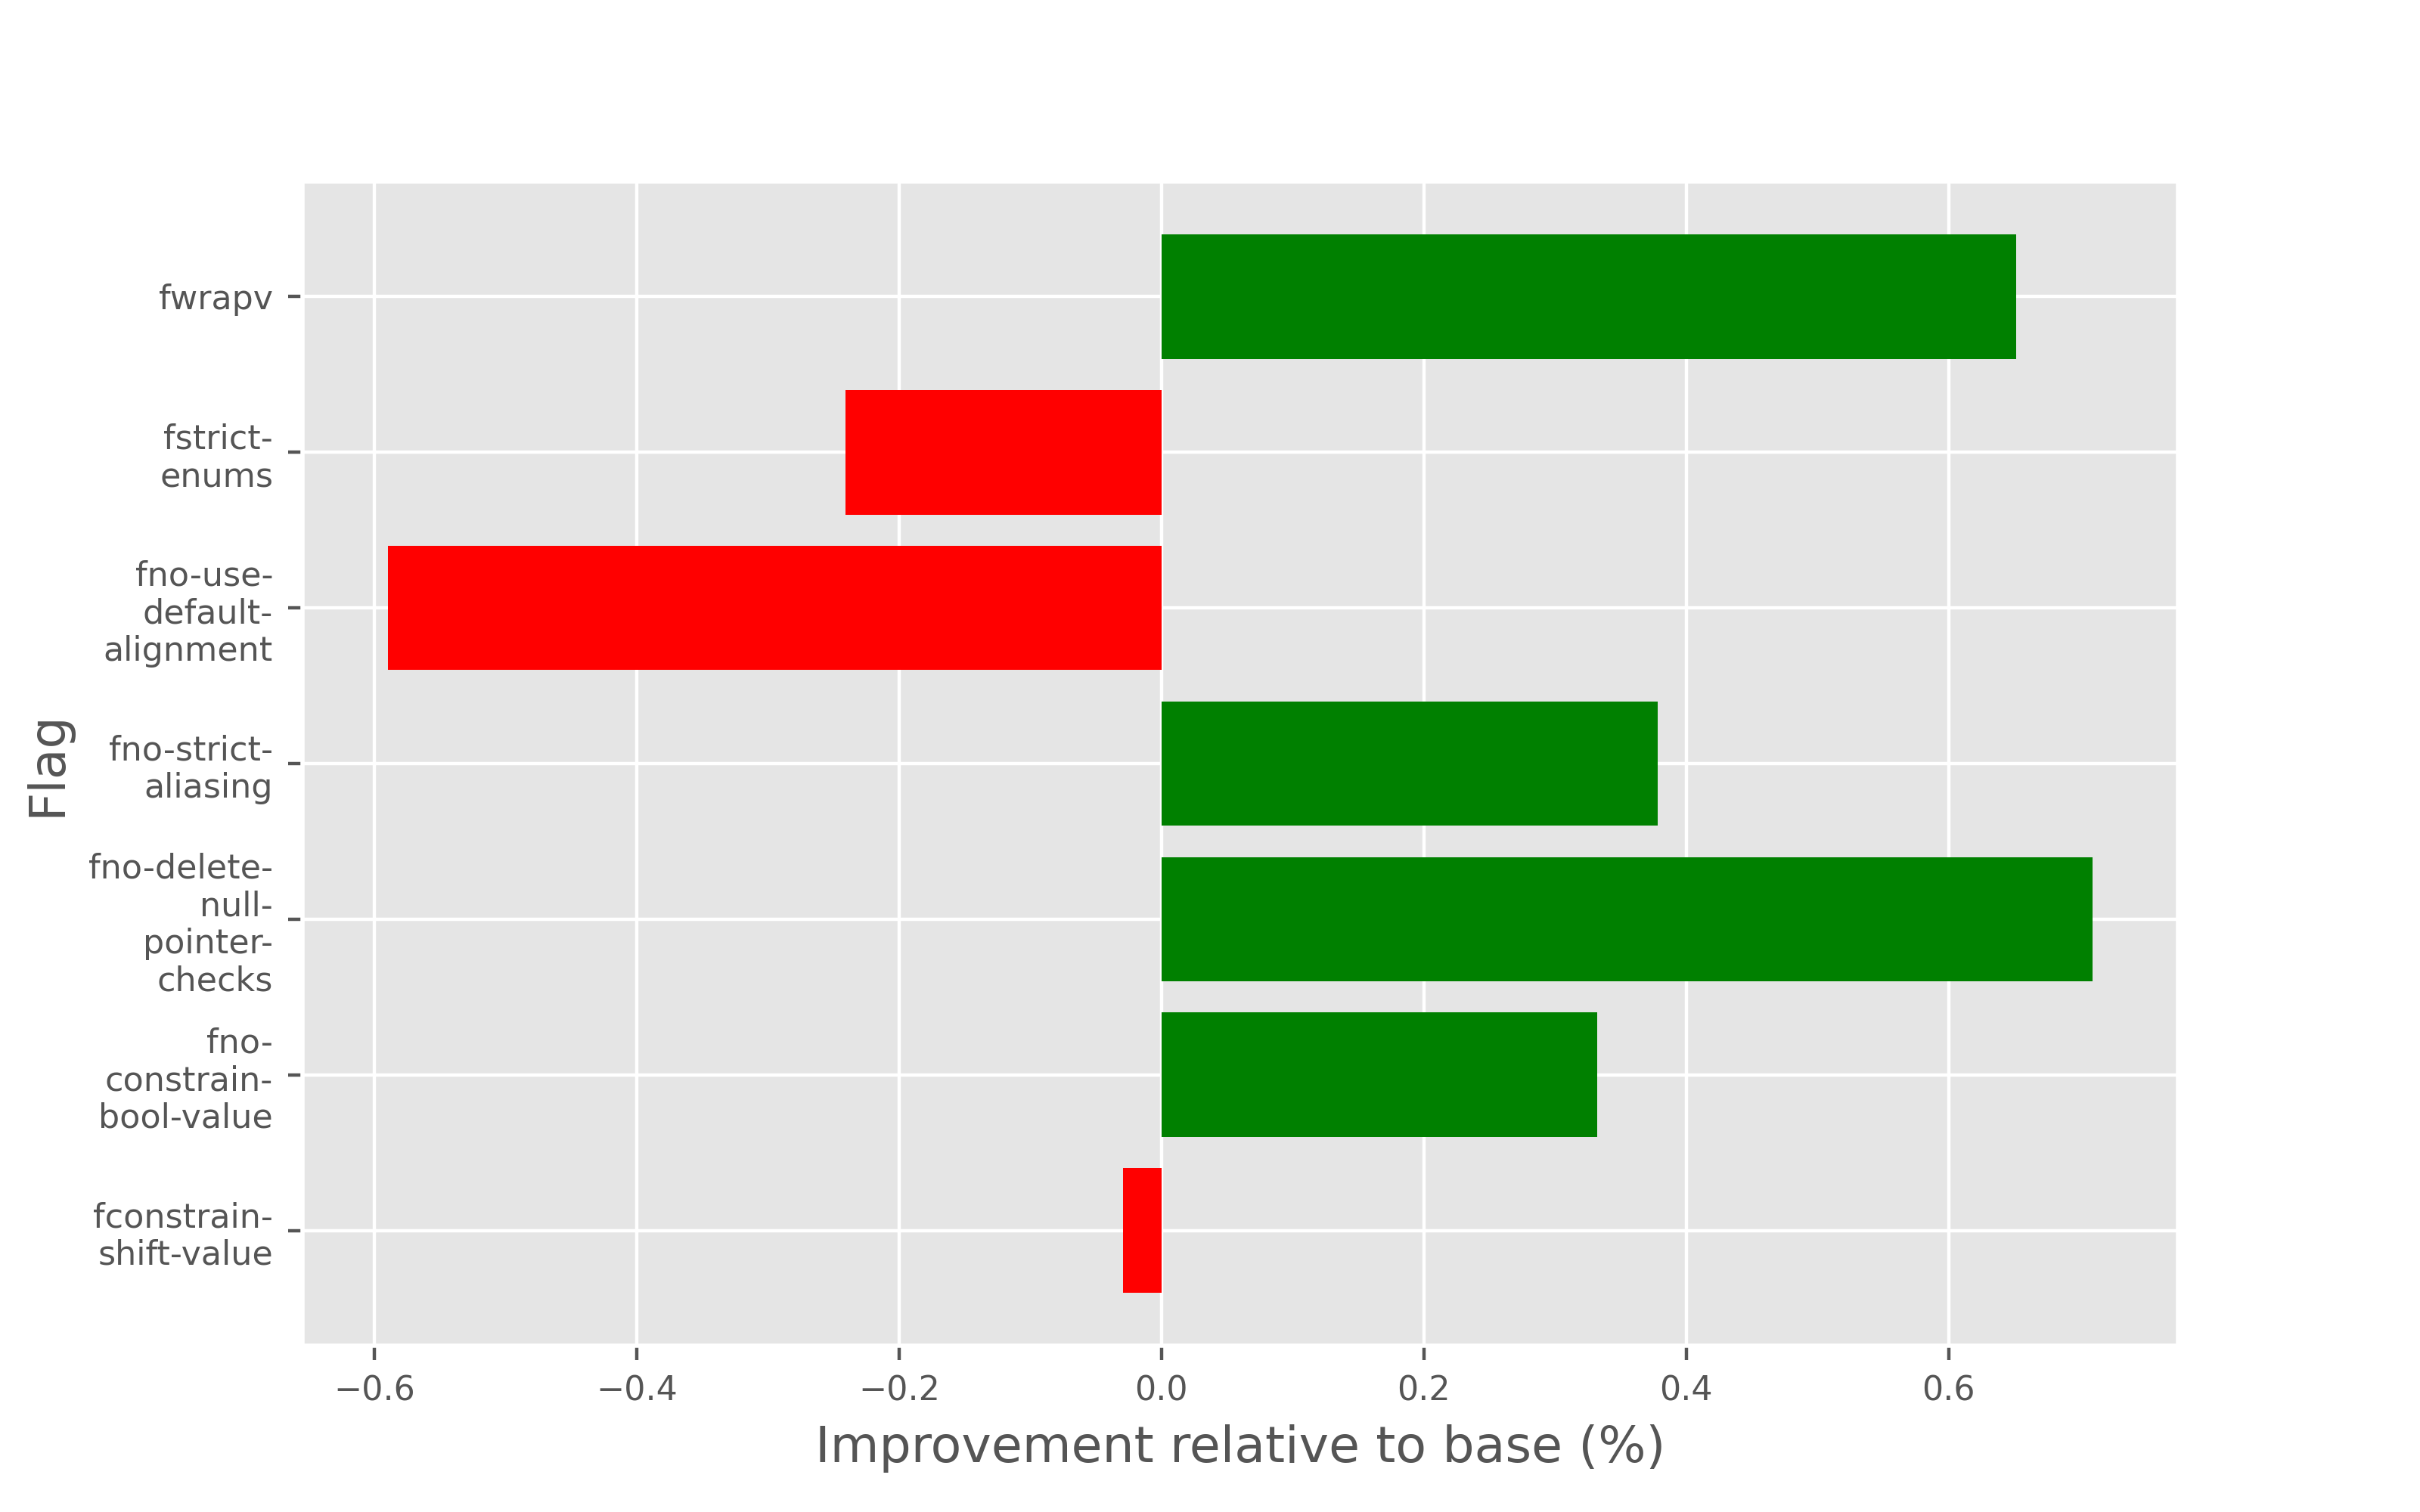 Flag
fwrapv
fstrict-
enums
fno-use-
default-
alignment
fno-strict-
aliasing
fno-delete-
null-
pointer-
checks
fno-
constrain-
bool-value
fconstrain-
shift-value
−0.6 −0.4 −0.2 0.0 0.2 0.4 0.6
Improvement relative to base (%)